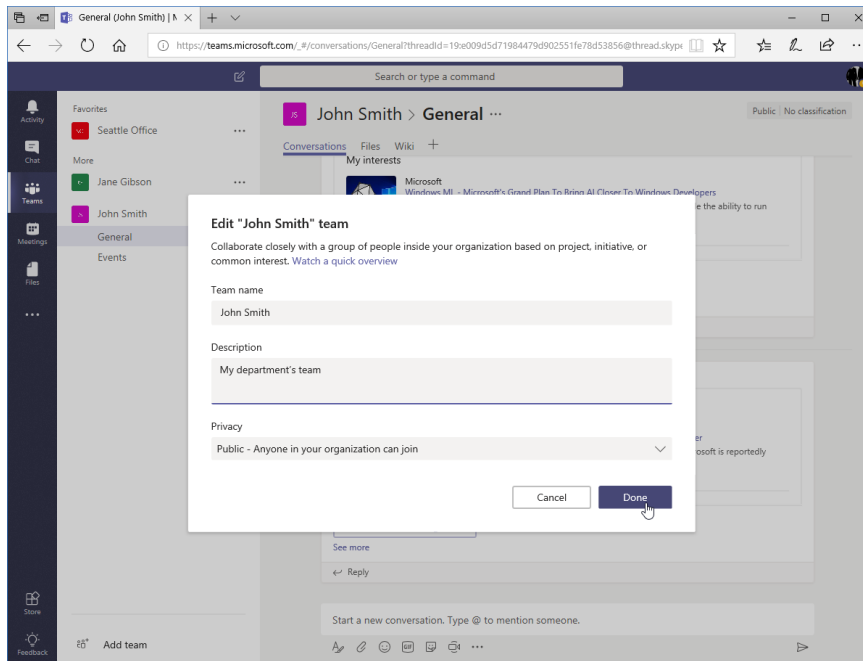 General (John Smith) | M
https://teams.microsoft.com/_#/conversations/General?threadId=19:e009d5d71984479d902551fe78d53856@thread.skype
Search or type a command
Activity
Chat
Teams
Meetings
Files
Store
Feedback
Favorites
Seattle Office
More
Jane Gibson
John Smith
General
Events
Add team
JS
John Smith > General ...
Public | No classification
Conversations Files Wiki +
My interests
Microsoft
Windows ML - Microsoft's Grand Plan To Bring AI Closer To Windows Developers
e the ability to run
Edit "John Smith" team
Collaborate closely with a group of people inside your organization based on project, initiative, or
common interest. Watch a quick overview
Team name
John Smith
Description
My department's team
Privacy
Public - Anyone in your organization can join
Cancel Done
er
osoft is reportedly
See more
Reply
Start a new conversation. Type @ to mention someone.
GIF